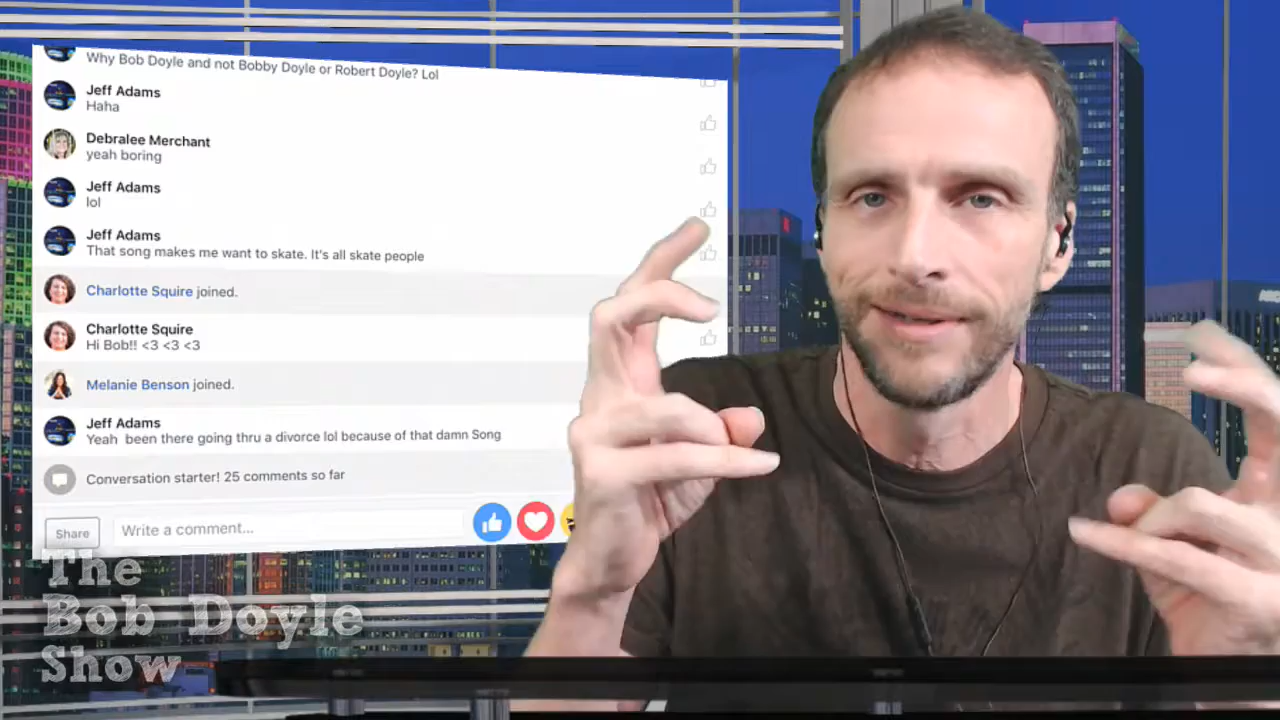 Why Bob Doyle and not Bobby Doyle or Robert Doyle? Lol
Jeff Adams
Haha
Debralee Merchant
yeah boring
Jeff Adams
lol
Jeff Adams
That song makes me want to skate. It's all skate people
Charlotte Squire joined.
Charlotte Squire
Hi Bob!! <3 <3 <3
Melanie Benson joined.
Jeff Adams
Yeah been there going thru a divorce lol because of that damn Song
Conversation starter! 25 comments so far
Share
Write a comment...
The
Bob Doyle
Show